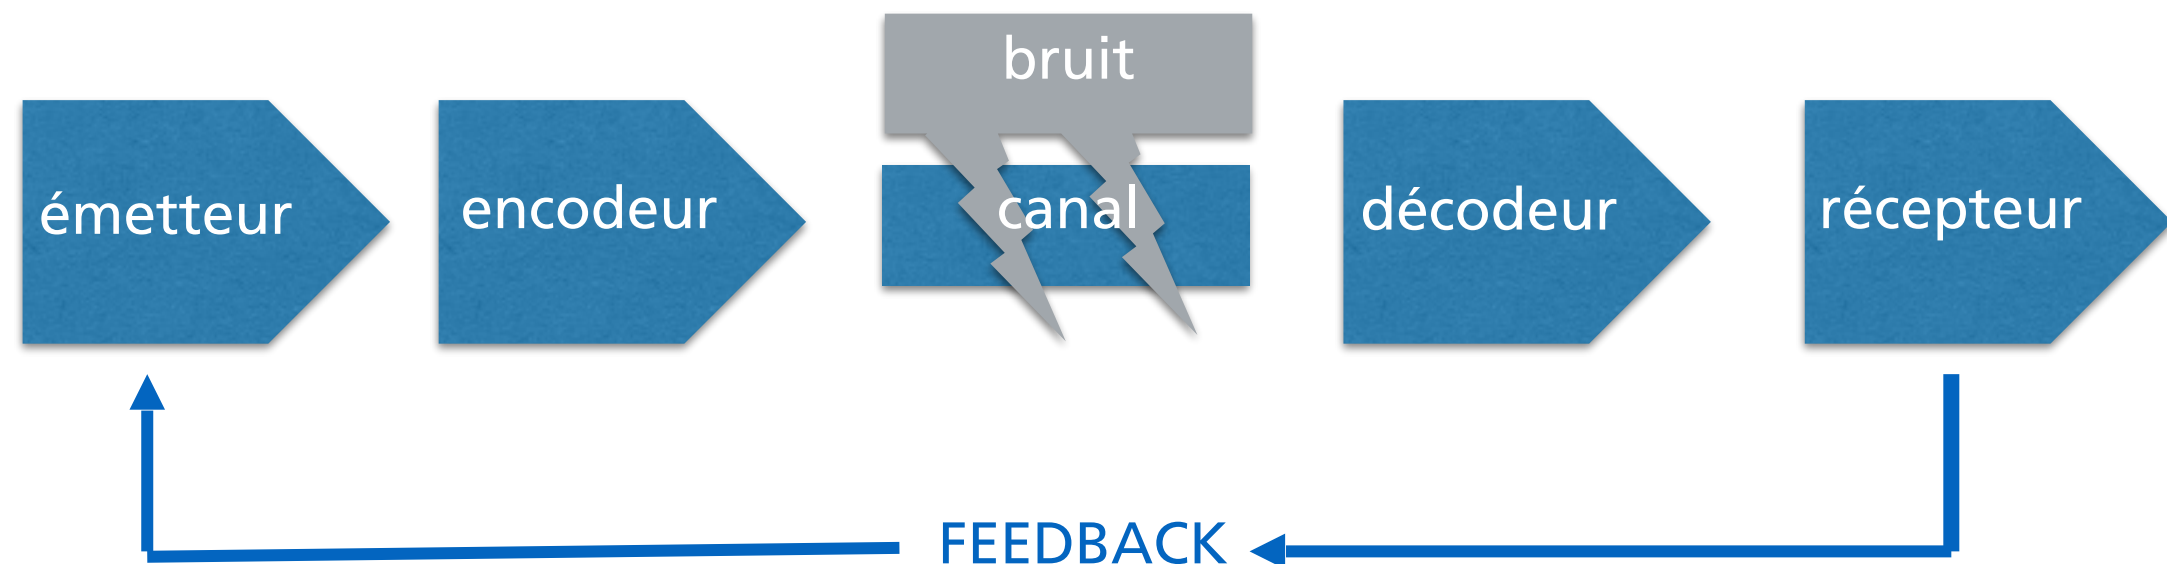 bruit
émetteur
encodeur
canal
décodeur
récepteur
FEEDBACK